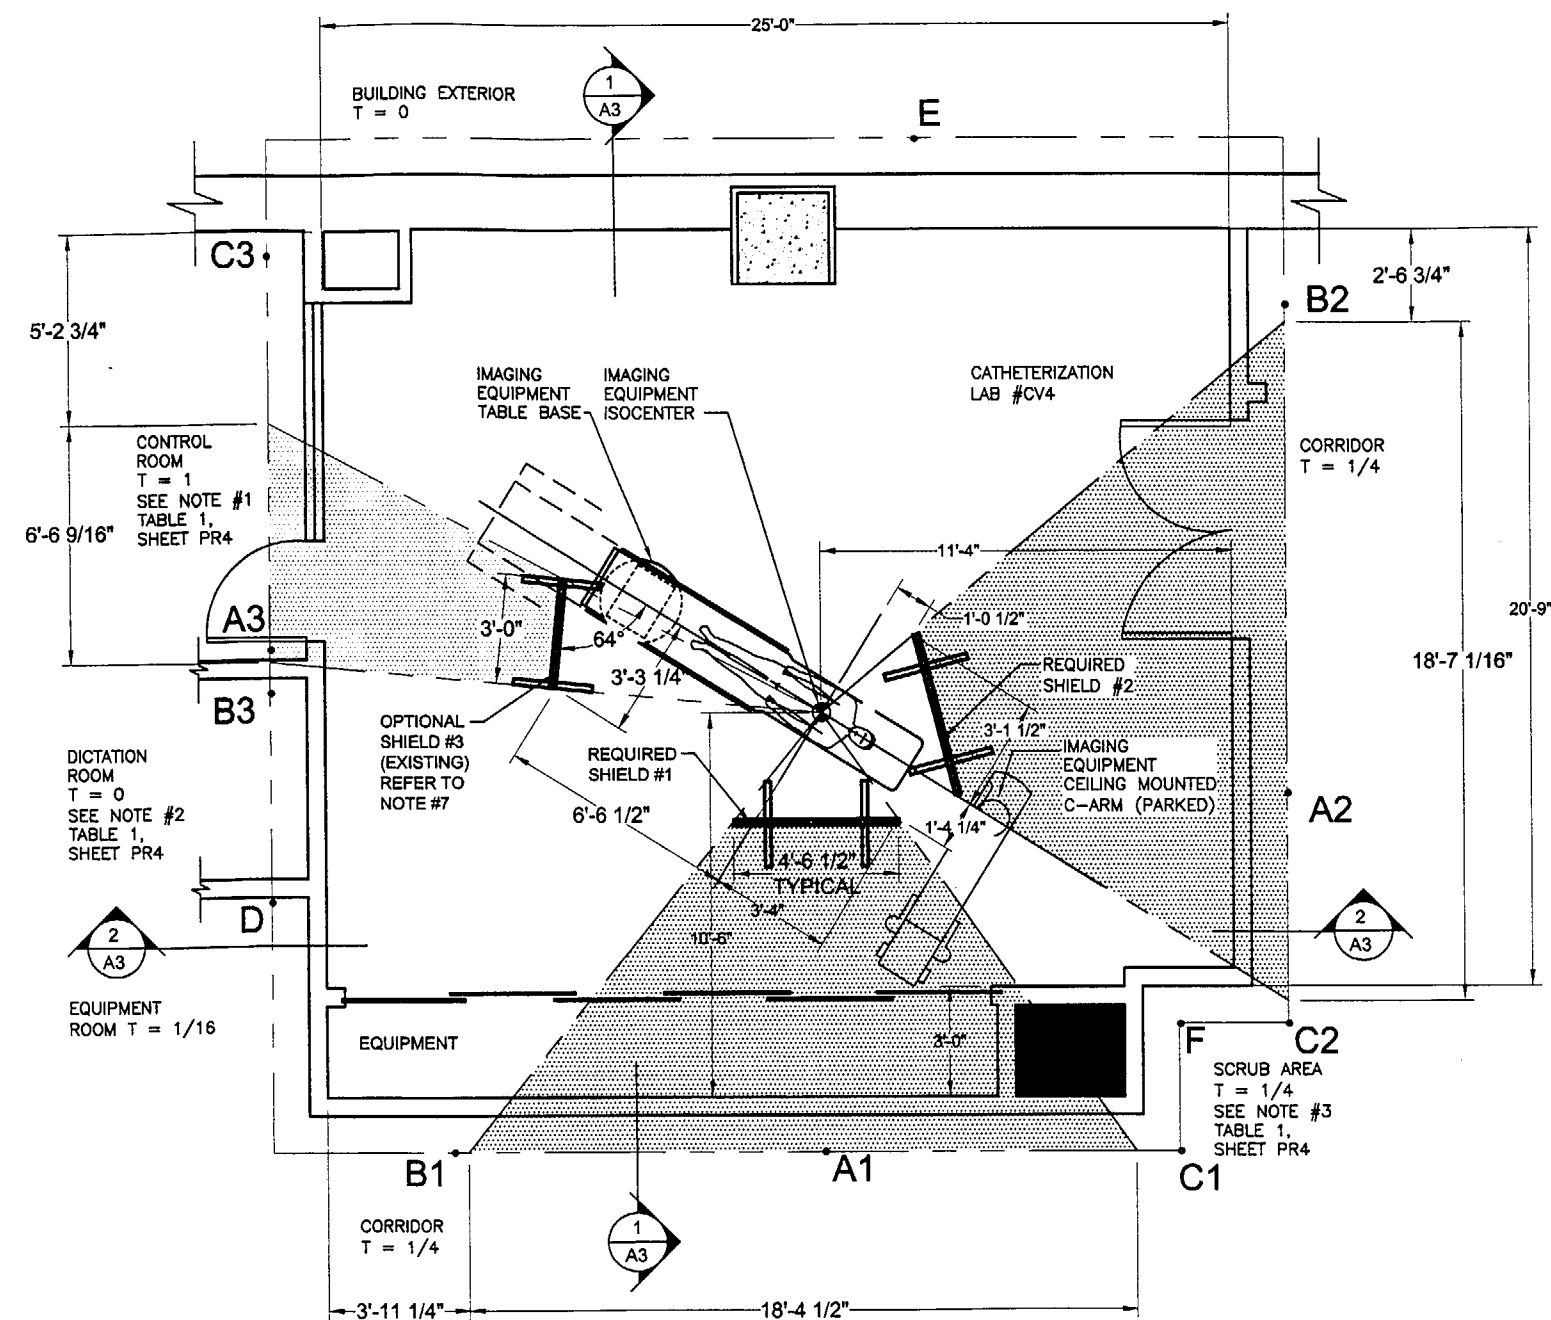 25'-0"
BUILDING EXTERIOR
T = 0
1
A3
E
C3
2'-6 3/4"
B2
5'-2 3/4"
IMAGING
EQUIPMENT
TABLE BASE
IMAGING
EQUIPMENT
ISOCENTER
CATHETERIZATION
LAB #CV4
CONTROL
ROOM
T = 1
SEE NOTE #1
TABLE 1,
SHEET PR4
CORRIDOR
T = 1/4
6'-6 9/16"
11'-4"
20'-9"
A3
3'-0"
64°
1'-0 1/2"
3'-3 1/4"
REQUIRED
SHIELD #2
18'-7 1/16"
B3
OPTIONAL
SHIELD #3
(EXISTING)
REFER TO
NOTE #7
3'-1 1/2"
DICTATION
ROOM
T = 0
SEE NOTE #2
TABLE 1,
SHEET PR4
REQUIRED
SHIELD #1
IMAGING
EQUIPMENT
CEILING MOUNTED
C-ARM (PARKED)
A2
6'-6 1/2"
1'-4 1/4"
4'-6 1/2"
TYPICAL
3'-4"
D
10'-6"
2
A3
2
A3
EQUIPMENT
ROOM T = 1/16
EQUIPMENT
3'-0"
F
C2
SCRUB AREA
T = 1/4
SEE NOTE #3
TABLE 1,
SHEET PR4
B1
A1
C1
CORRIDOR
T = 1/4
1
A3
3'-11 1/4"
18'-4 1/2"